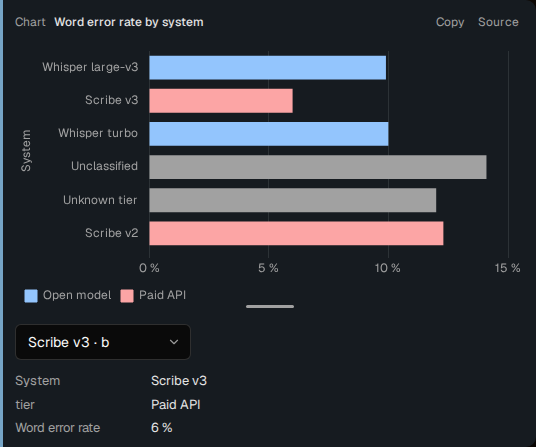 Chart Word error rate by system Copy Source
Whisper large-v3
Scribe v3
Whisper turbo
System
Unclassified
Unknown tier
Scribe v2
0 % 5 % 10 % 15 %
Open model Paid API
Scribe v3 · b
System Scribe v3
tier Paid API
Word error rate 6 %